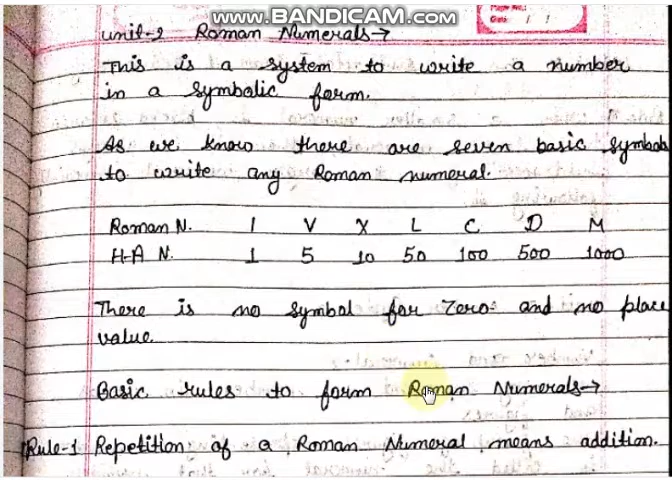 www.BANDICAM.com
Date: / /
unit-2 Roman Numerals→
This is a system to write a number
in a symbolic form.
As we know there are seven basic symbols
to write any Roman numeral.
Roman N. I V X L C D M
H-A N. 1 5 10 50 100 500 1000
There is no symbol for zero and no place
value.
Basic rules to form Roman Numerals→
Rule-1 Repetition of a Roman Numeral means addition.